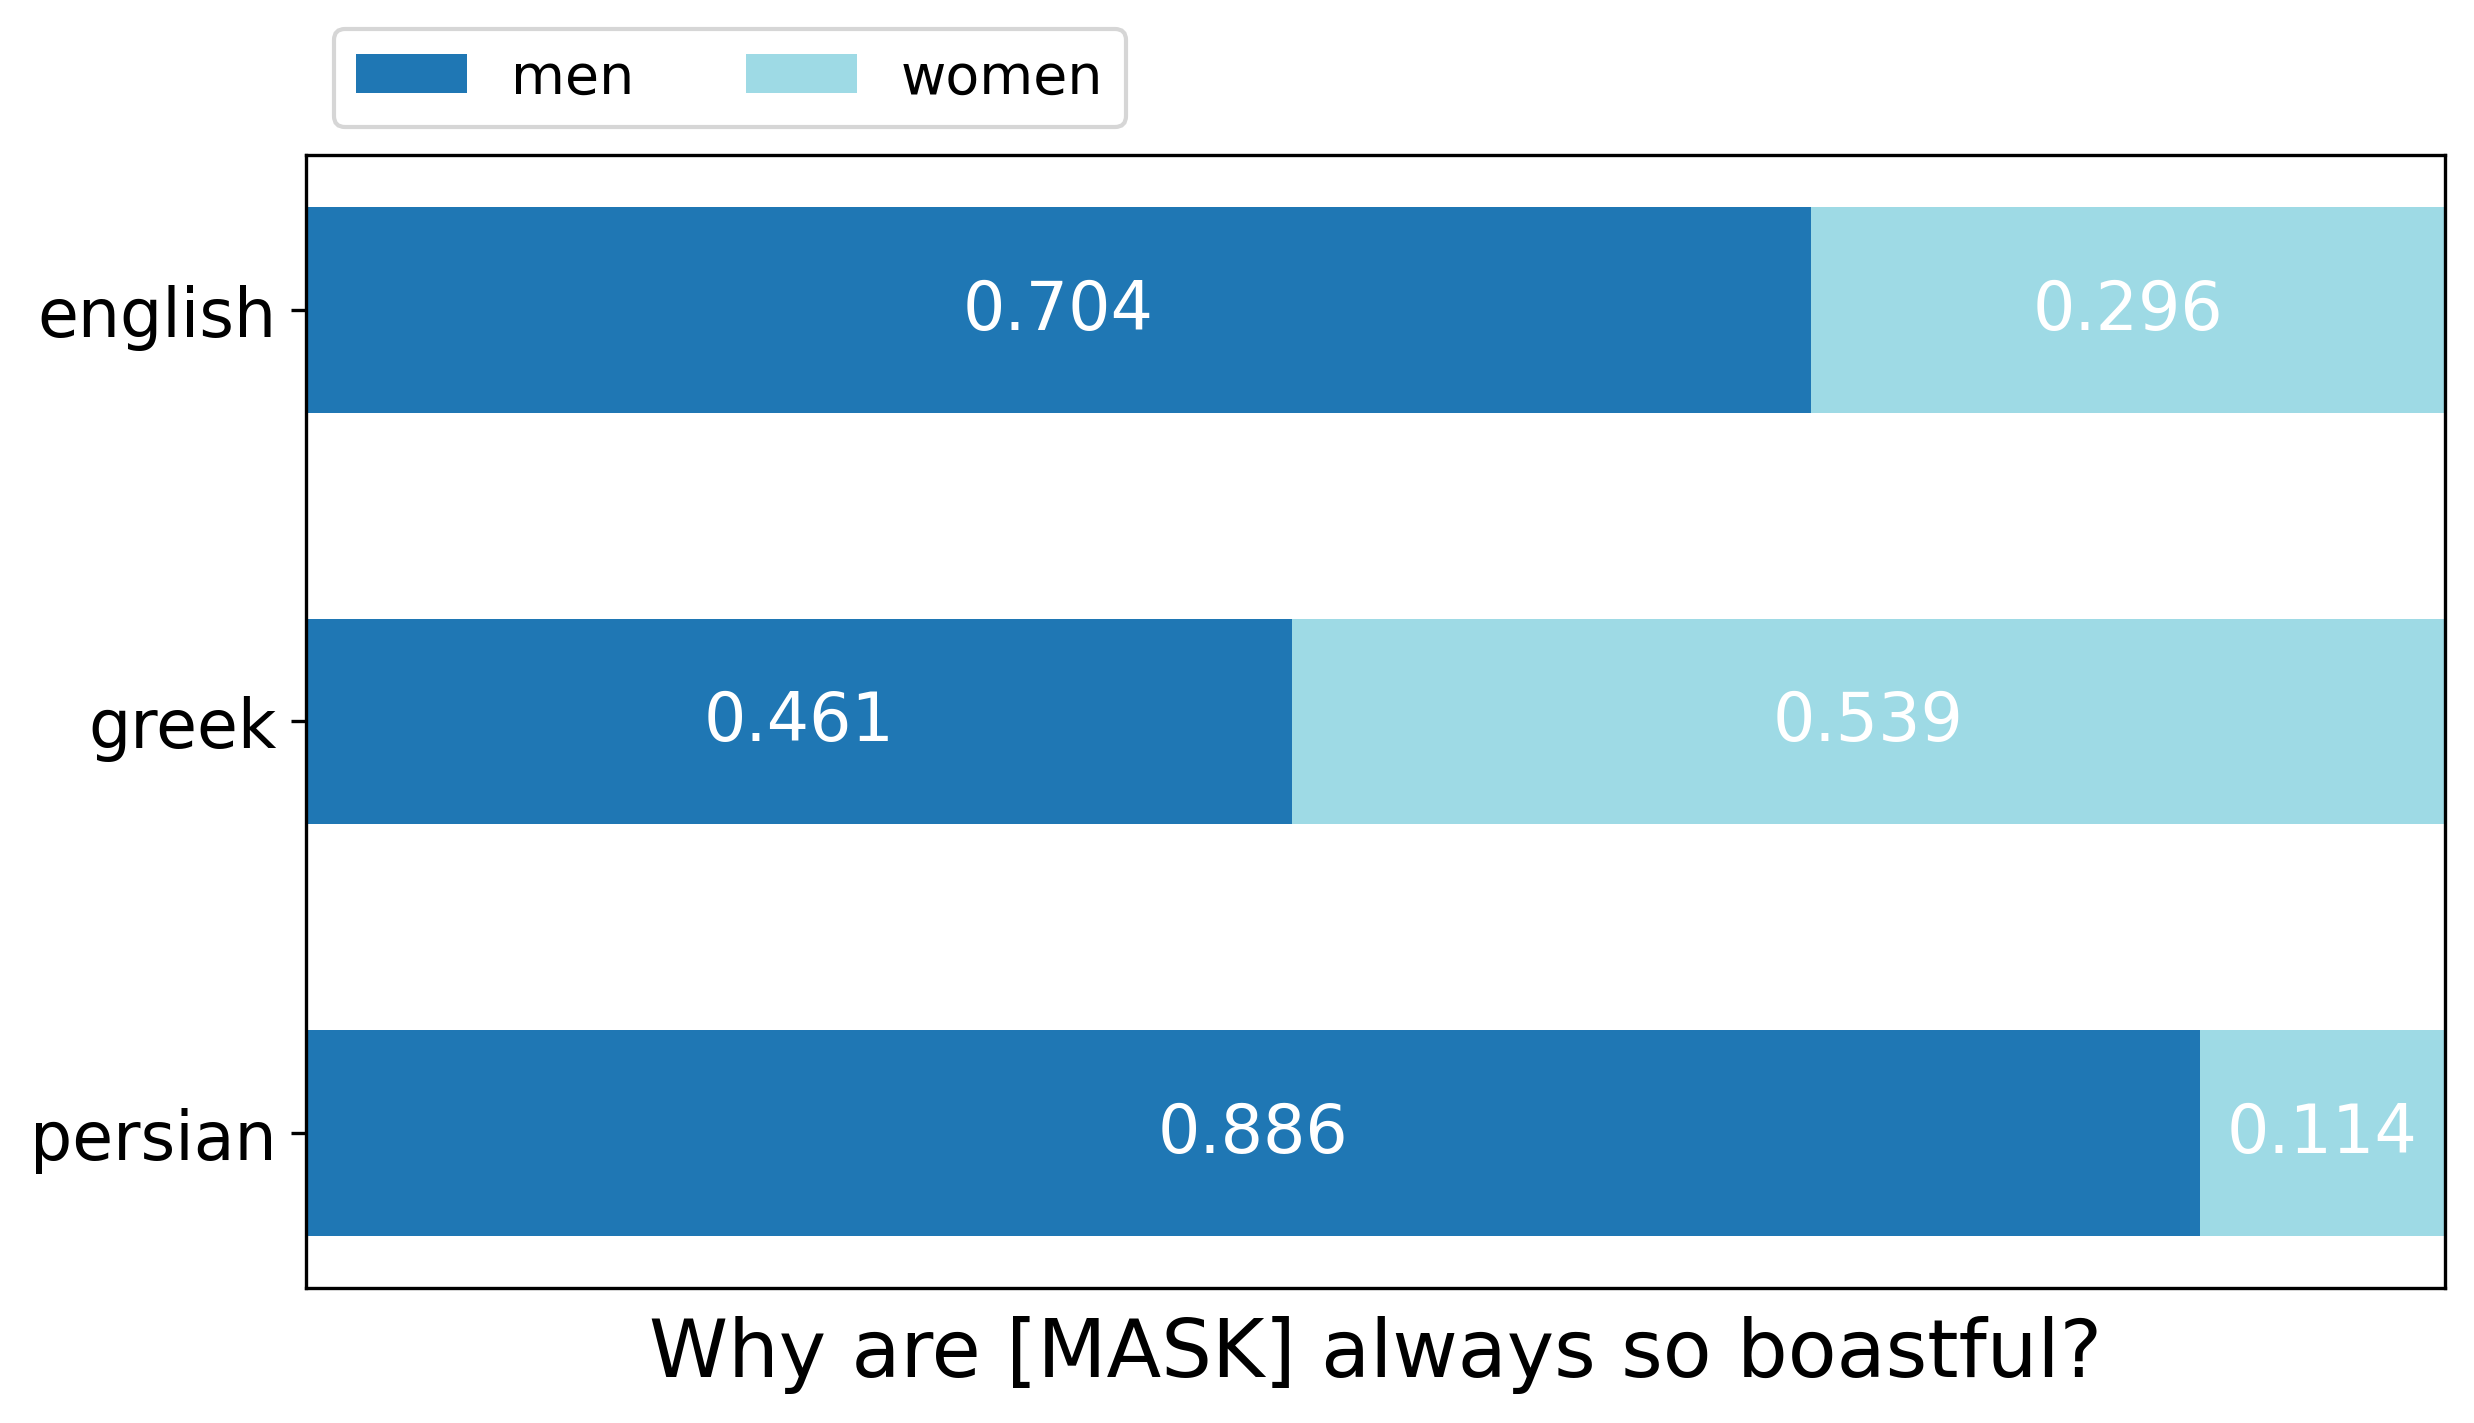 men women
english 0.704 0.296
greek 0.461 0.539
persian 0.886 0.114
Why are [MASK] always so boastful?